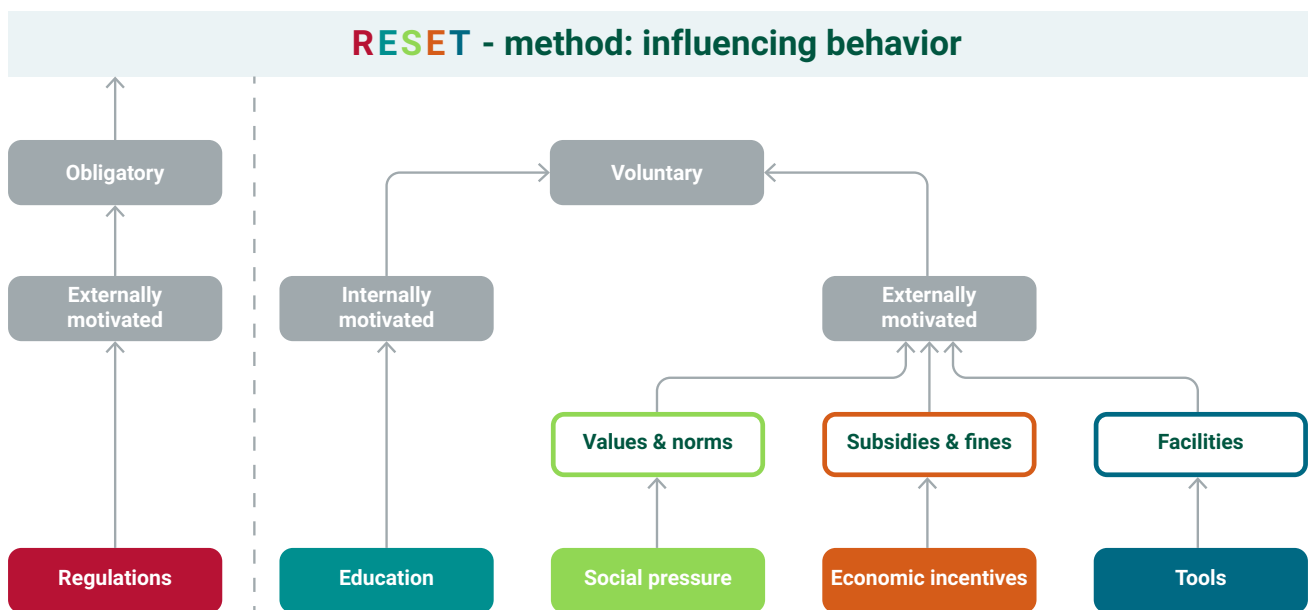 RESET - method: influencing behavior
Obligatory
Voluntary
Externally
motivated
Internally
motivated
Externally
motivated
Values & norms
Subsidies & fines
Facilities
Regulations
Education
Social pressure
Economic incentives
Tools